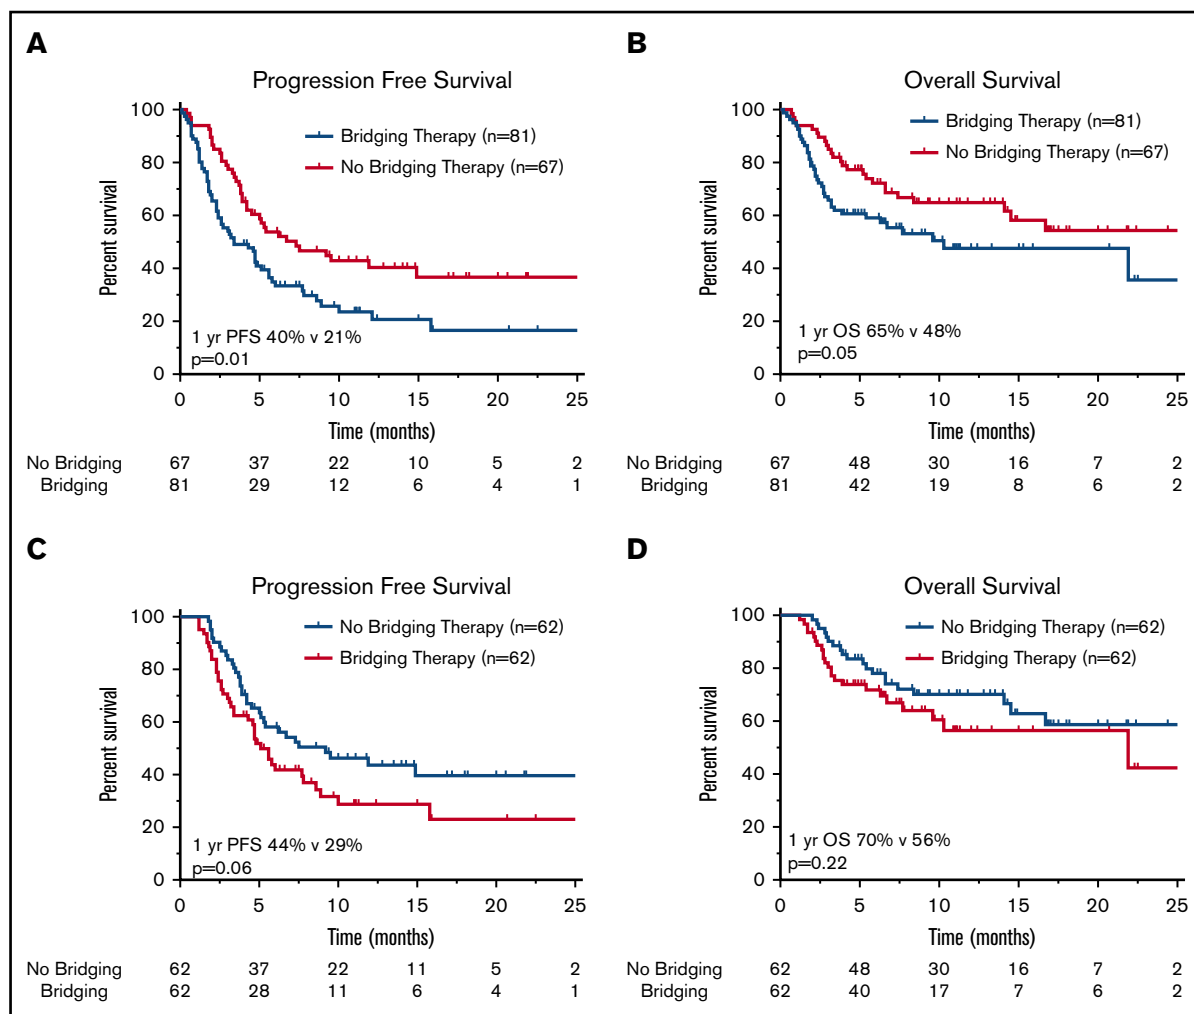 A
Progression Free Survival
Percent survival
100
80
60
40
20
0
Bridging Therapy (n=81)
No Bridging Therapy (n=67)
1 yr PFS 40% v 21%
p=0.01
0 5 10 15 20 25
Time (months)
No Bridging 67 37 22 10 5 2
Bridging 81 29 12 6 4 1
B
Overall Survival
Percent survival
100
80
60
40
20
0
Bridging Therapy (n=81)
No Bridging Therapy (n=67)
1 yr OS 65% v 48%
p=0.05
0 5 10 15 20 25
Time (months)
No Bridging 67 48 30 16 7 2
Bridging 81 42 19 8 6 2
C
Progression Free Survival
Percent survival
100
80
60
40
20
0
No Bridging Therapy (n=62)
Bridging Therapy (n=62)
1 yr PFS 44% v 29%
p=0.06
0 5 10 15 20 25
Time (months)
No Bridging 62 37 22 11 5 2
Bridging 62 28 11 6 4 1
D
Overall Survival
Percent survival
100
80
60
40
20
0
No Bridging Therapy (n=62)
Bridging Therapy (n=62)
1 yr OS 70% v 56%
p=0.22
0 5 10 15 20 25
Time (months)
No Bridging 62 48 30 16 7 2
Bridging 62 40 17 7 6 2